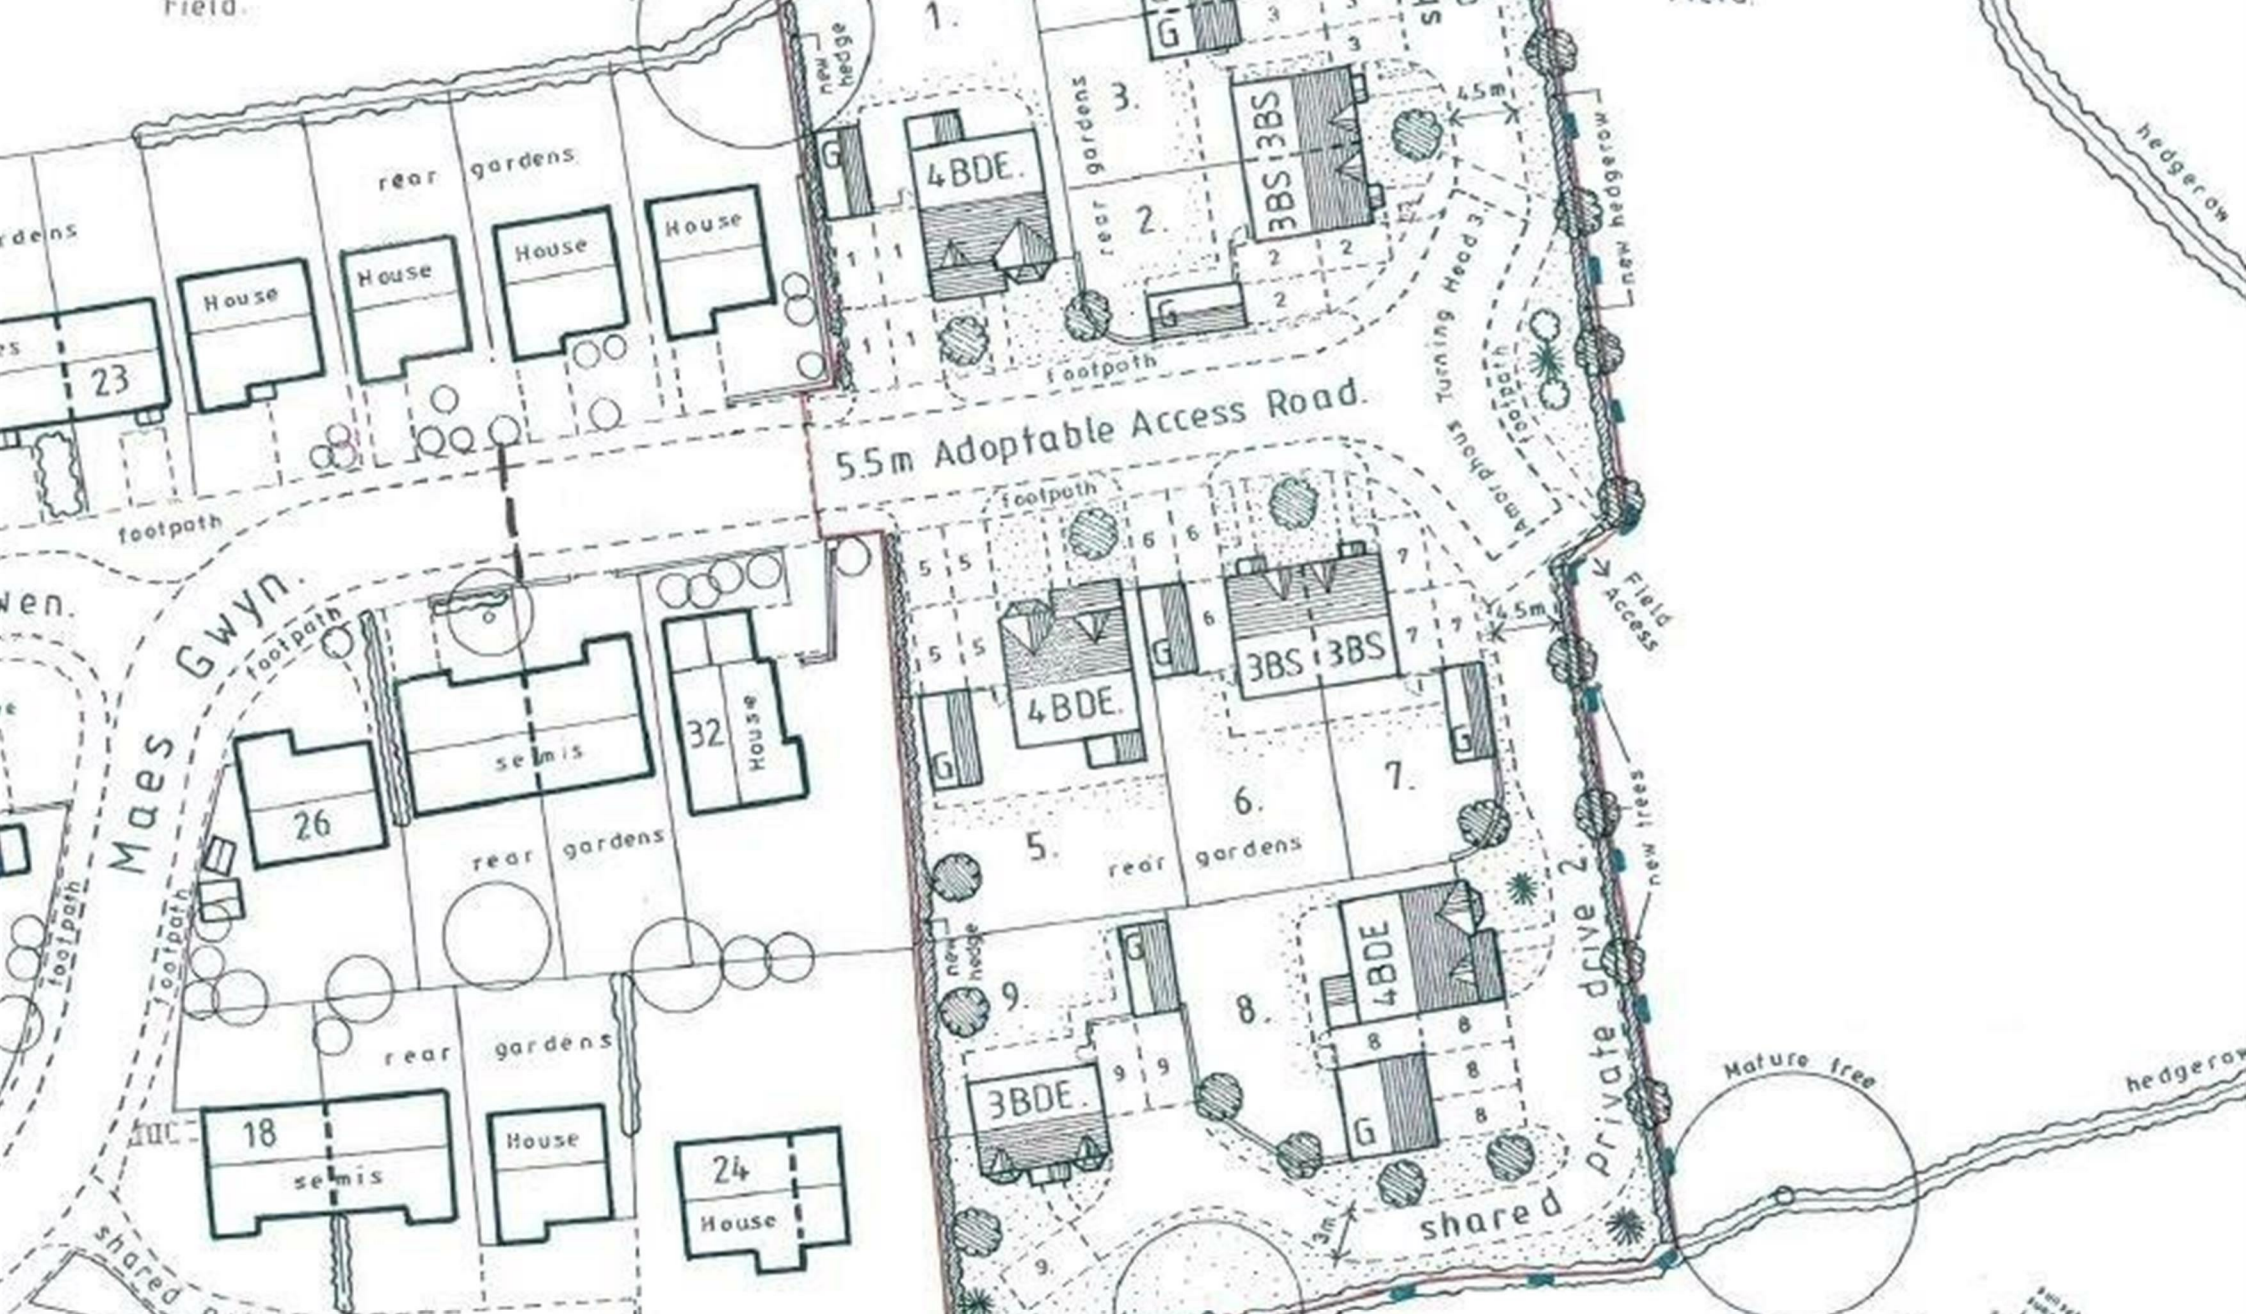 Field.
1.
G
3
3
3
new hedge
rear gardens
3.
3BS 3BS
4.5m
new hedgerow
hedgerow
G
4BDE.
rear gardens
House
House
House
House
23
1
1
1
1
rear gardens
2.
2
2
2
G
footpath
Amorphous Turning Head 3
footpath
5.5m Adoptable Access Road.
footpath
footpath
Maes Gwyn.
footpath
5
5
5
5
6
6
6
7
7
7
4.5m
Field Access
4BDE.
G
3BS 3BS
G
G
32
House
semis
26
rear gardens
5.
6.
7.
rear gardens
new trees
footpath
footpath
new hedge
9.
G
8.
4BDE
8
8
8
8
G
private drive 2.
shared
3m
3BDE.
9
9
9.
rear gardens
18
semis
House
24
House
shared
Mature tree
hedgerow